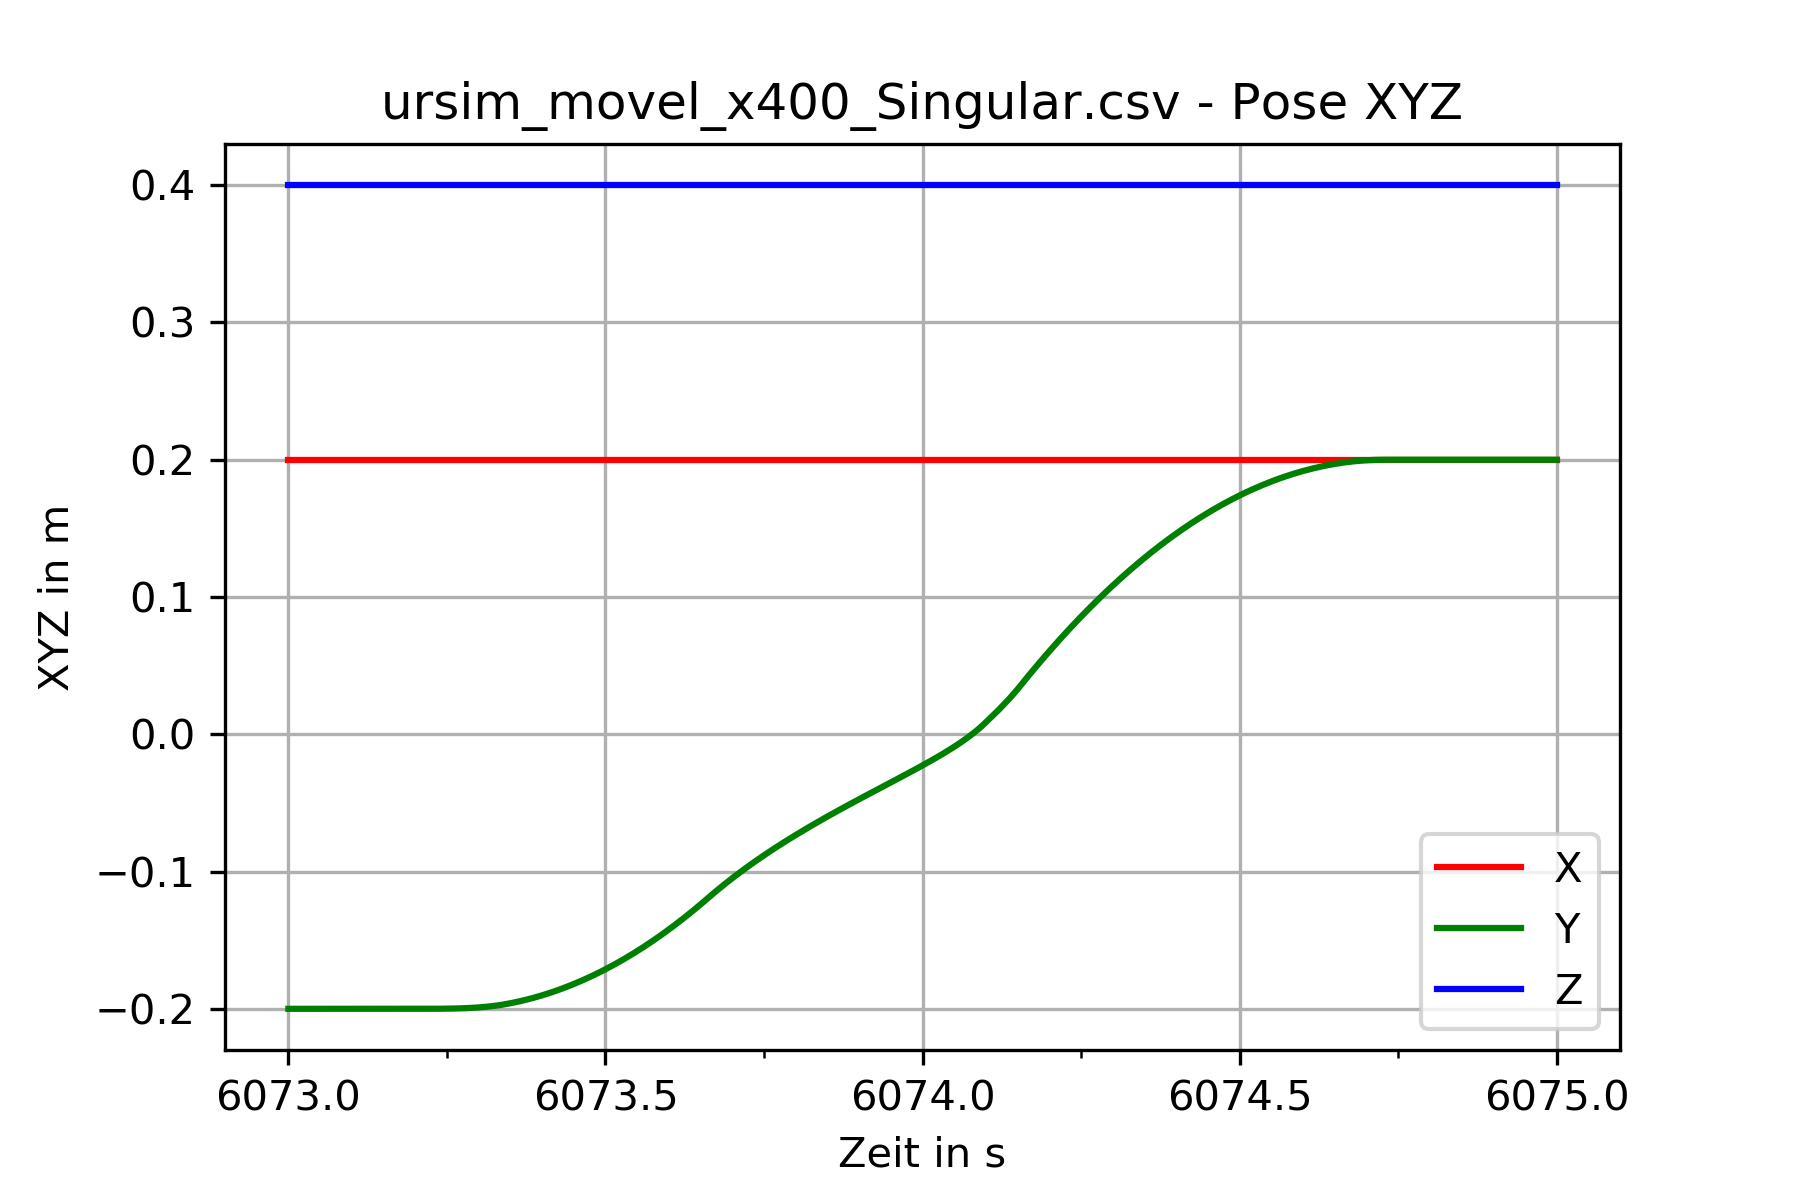 ursim_movel_x400_Singular.csv - Pose XYZ
0.4
0.3
0.2
0.1
0.0
−0.1
−0.2
XYZ in m
X
Y
Z
6073.0 6073.5 6074.0 6074.5 6075.0
Zeit in s